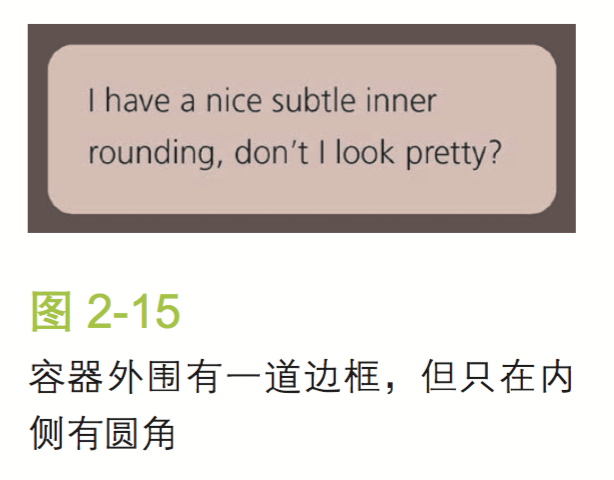 I have a nice subtle inner
rounding, don't I look pretty?
图 2-15
容器外围有一道边框，但只在内
侧有圆角